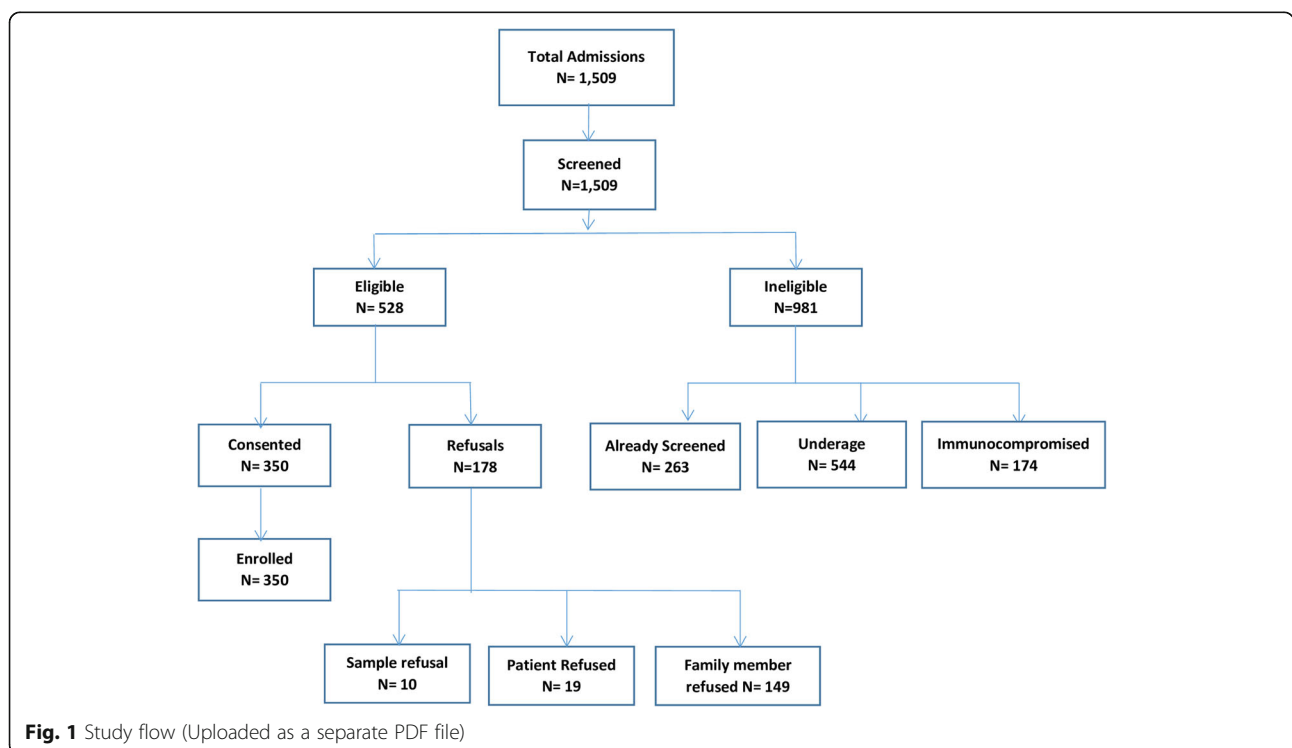 Total Admissions
N= 1,509
Screened
N=1,509
Eligible
N= 528
Ineligible
N=981
Consented
N= 350
Refusals
N=178
Already Screened
N= 263
Underage
N= 544
Immunocompromised
N= 174
Enrolled
N= 350
Sample refusal
N= 10
Patient Refused
N= 19
Family member
refused N= 149
Fig. 1 Study flow (Uploaded as a separate PDF file)